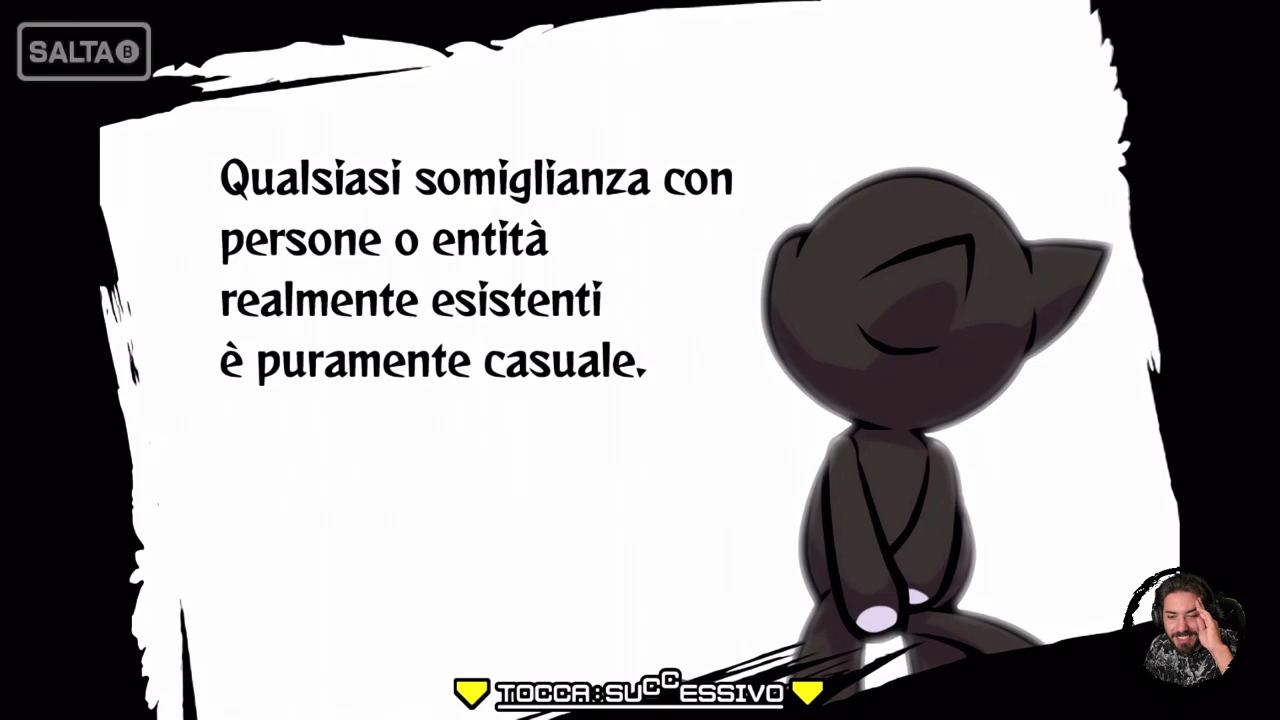 SALTA B
Qualsiasi somiglianza con
persone o entità
realmente esistenti
è puramente casuale.
TOCCA:SUCCESSIVO